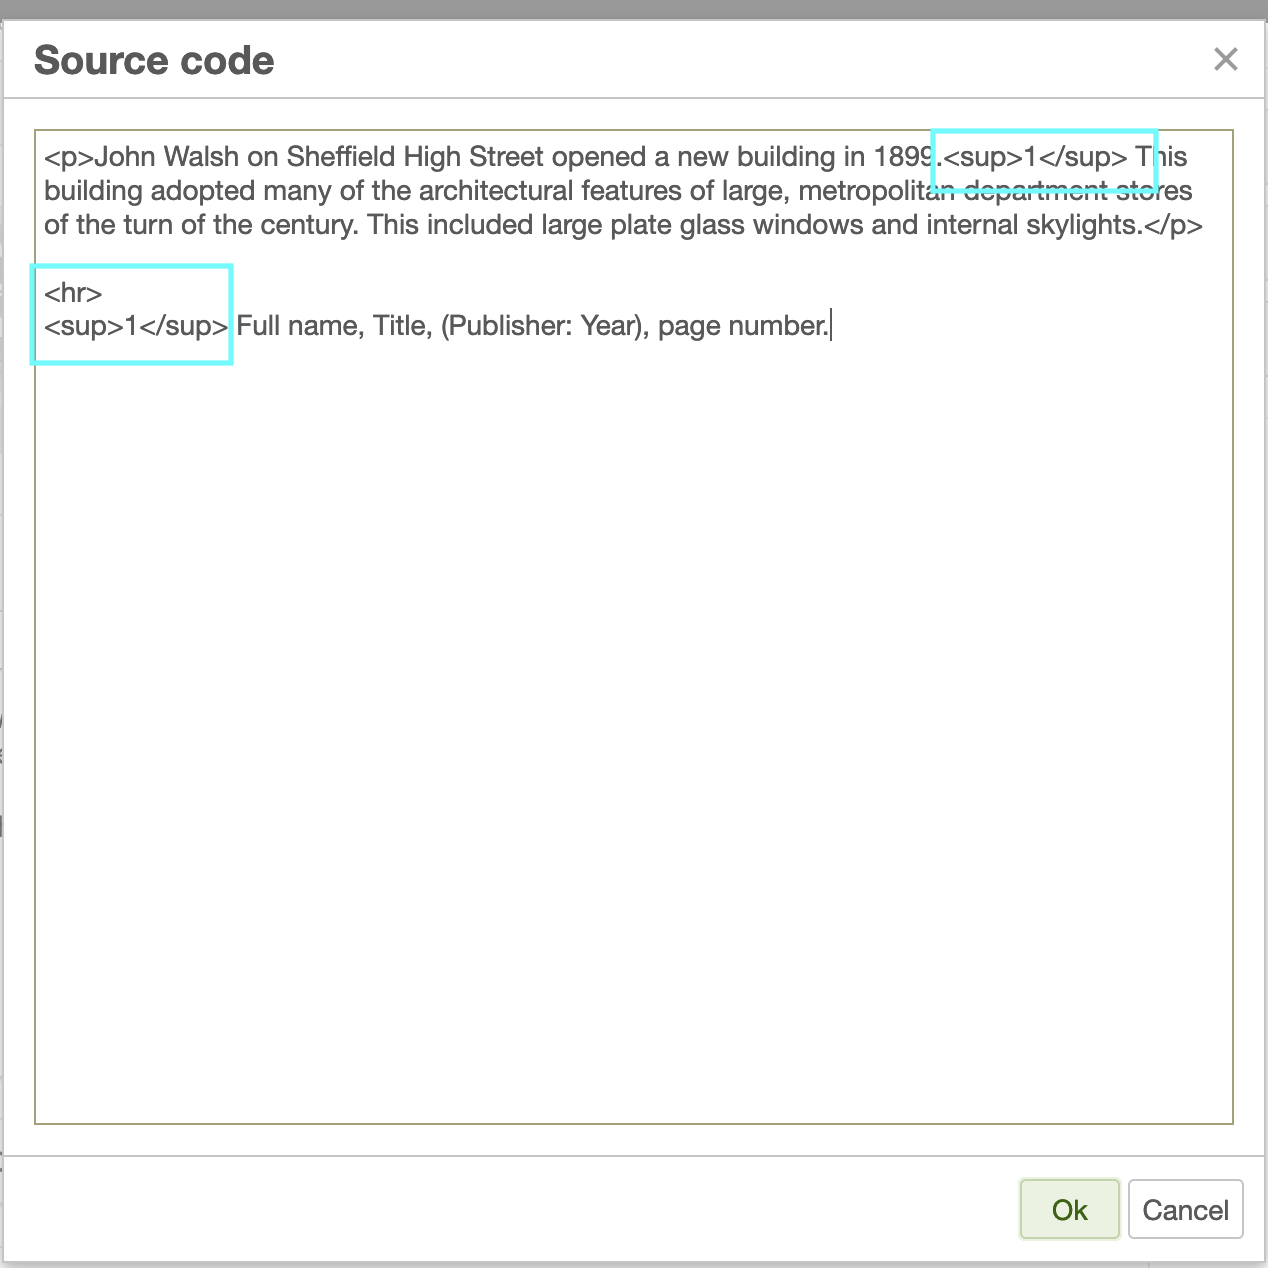 Source code
<p>John Walsh on Sheffield High Street opened a new building in 1899.<sup>1</sup> This
building adopted many of the architectural features of large, metropolitan department stores
of the turn of the century. This included large plate glass windows and internal skylights.</p>
<hr>
<sup>1</sup> Full name, Title, (Publisher: Year), page number.
Ok
Cancel